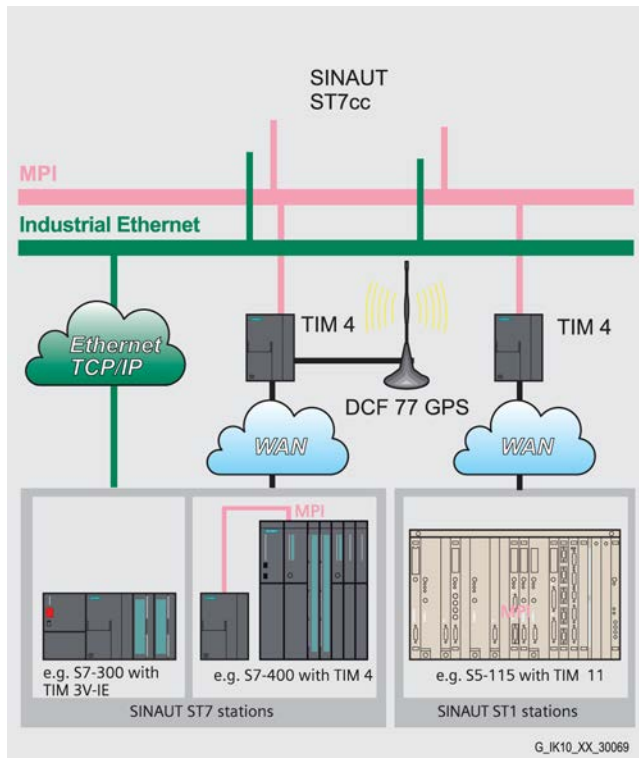 SINAUT
ST7cc
MPI
Industrial Ethernet
Ethernet
TCP/IP
TIM 4
TIM 4
DCF 77 GPS
WAN
WAN
MPI
MPI
e.g. S7-300 with
TIM 3V-IE
e.g. S7-400 with TIM 4
e.g. S5-115 with TIM 11
SINAUT ST7 stations
SINAUT ST1 stations
G_IK10_XX_30069